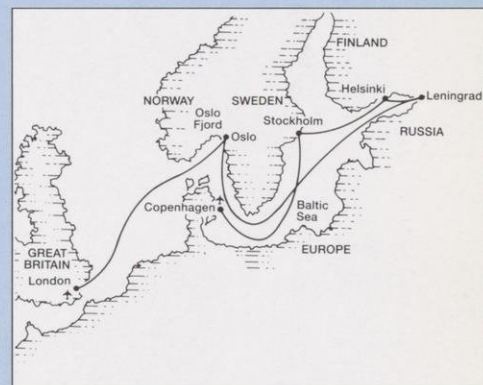 FINLAND
NORWAY
SWEDEN
Helsinki
Leningrad
Oslo
Fjord
Oslo
Stockholm
RUSSIA
Copenhagen
Baltic
Sea
EUROPE
GREAT
BRITAIN
London